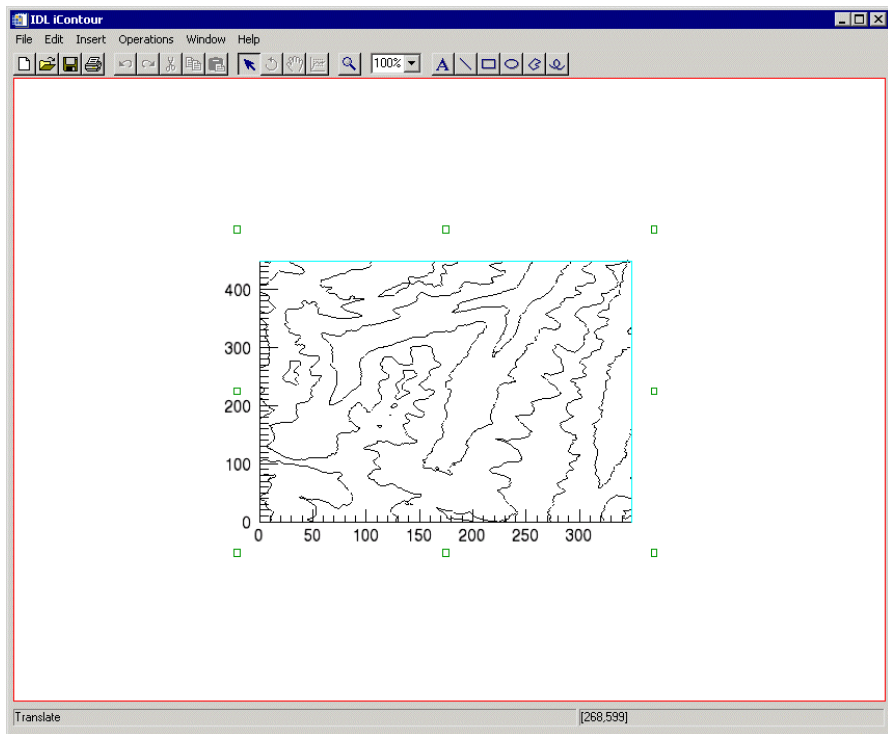 IDL iContour
File Edit Insert Operations Window Help
100% A
400
300
200
100
0
0 50 100 150 200 250 300
Translate [268,599]